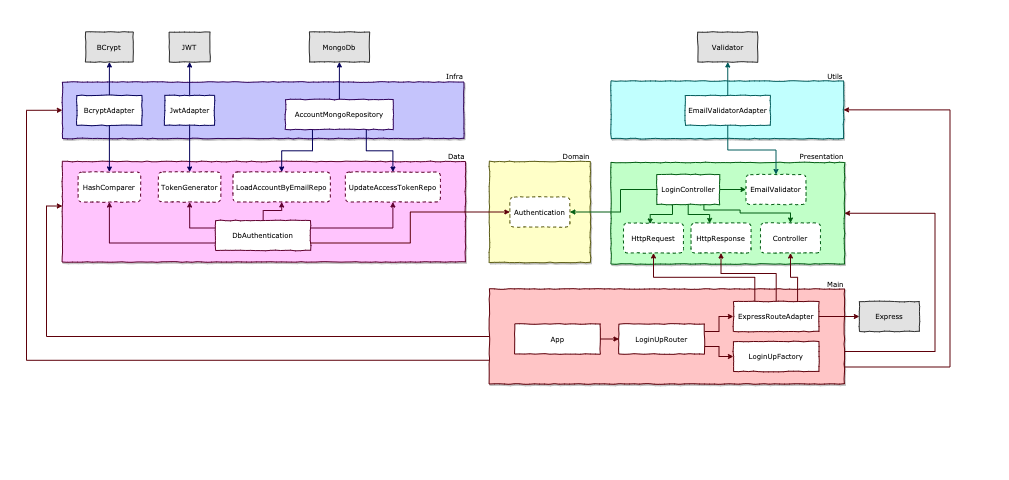 BCrypt
JWT
MongoDb
Validator
Infra
Utils
BcryptAdapter
JwtAdapter
AccountMongoRepository
EmailValidatorAdapter
Data
Domain
Presentation
HashComparer
TokenGenerator
LoadAccountByEmailRepo
UpdateAccessTokenRepo
Authentication
LoginController
EmailValidator
DbAuthentication
HttpRequest
HttpResponse
Controller
Main
ExpressRouteAdapter
Express
App
LoginUpRouter
LoginUpFactory